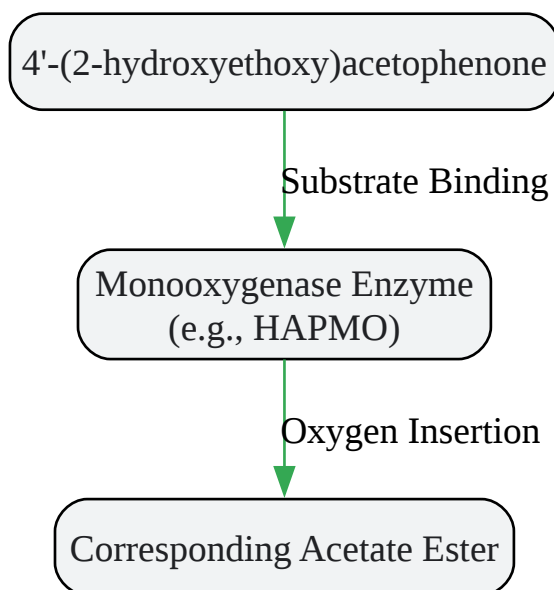 4'-(2-hydroxyethoxy)acetophenone
Substrate Binding
Monooxygenase Enzyme
(e.g., HAPMO)
Oxygen Insertion
Corresponding Acetate Ester